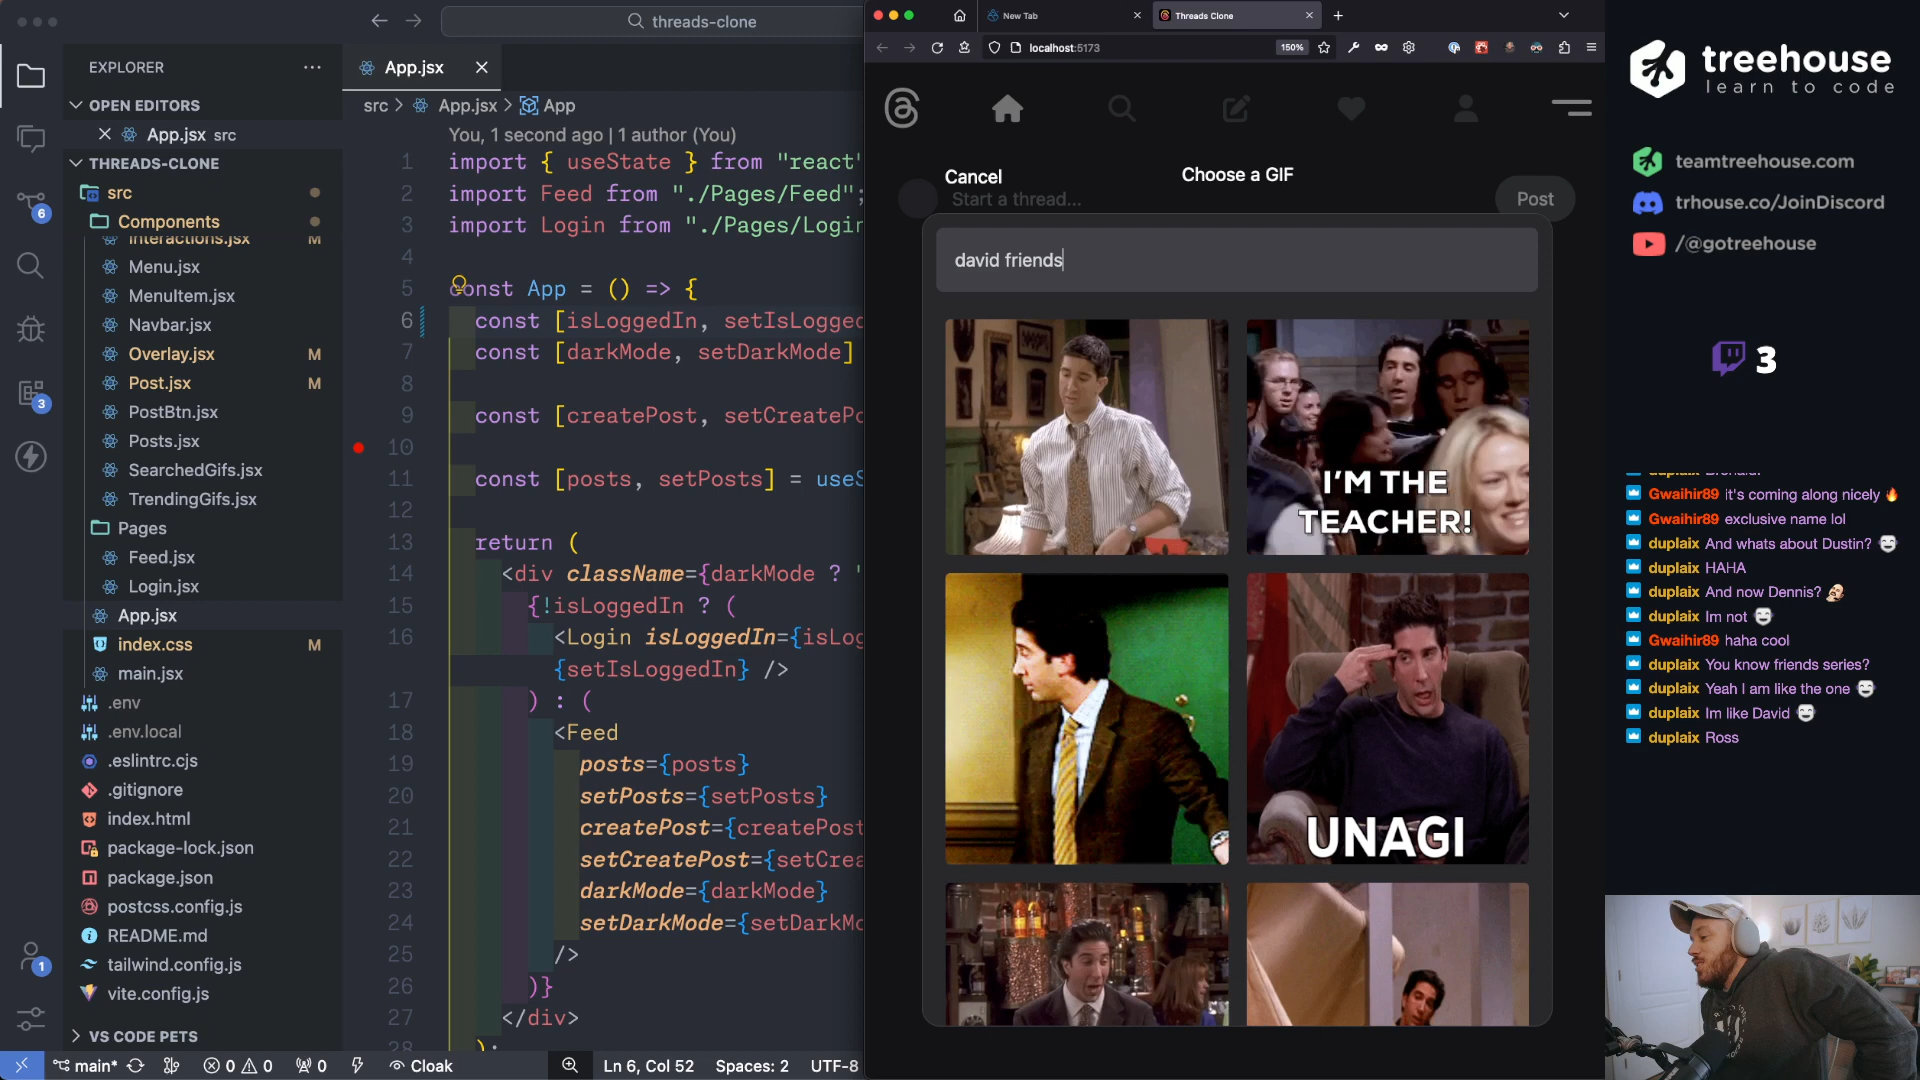 threads-clone
EXPLORER
OPEN EDITORS
App.jsx src
THREADS-CLONE
src
Components
Interactions.jsx M
Menu.jsx
MenuItem.jsx
Navbar.jsx
Overlay.jsx M
Post.jsx M
PostBtn.jsx
Posts.jsx
SearchedGifs.jsx
TrendingGifs.jsx
Pages
Feed.jsx
Login.jsx
App.jsx
index.css M
main.jsx
.env
.env.local
.eslintrc.cjs
.gitignore
index.html
package-lock.json
package.json
postcss.config.js
README.md
tailwind.config.js
vite.config.js
VS CODE PETS
6
3
1
App.jsx
src > App.jsx > App
You, 1 second ago | 1 author (You)
1 import { useState } from "react"
2 import Feed from "./Pages/Feed";
3 import Login from "./Pages/Login
4
5 const App = () => {
6 const [isLoggedIn, setIsLogged
7 const [darkMode, setDarkMode]
8
9 const [createPost, setCreatePo
10
11 const [posts, setPosts] = useS
12
13 return (
14 <div className={darkMode ? "
15 {!isLoggedIn ? (
16 <Login isLoggedIn={isLog
{setIsLoggedIn} />
17 ) : (
18 <Feed
19 posts={posts}
20 setPosts={setPosts}
21 createPost={createPost
22 setCreatePost={setCrea
23 darkMode={darkMode}
24 setDarkMode={setDarkMo
25 />
26 )}
27 </div>
28 );
main* 0 0 0 Cloak Ln 6, Col 52 Spaces: 2 UTF-8
New Tab
Threads Clone
localhost:5173
150%
Cancel
Choose a GIF
Start a thread...
Post
david friends
I'M THE
TEACHER!
UNAGI
treehouse
learn to code
teamtreehouse.com
trhouse.co/JoinDiscord
/@gotreehouse
3
Gwaihir89 it's coming along nicely
Gwaihir89 exclusive name lol
duplaix And whats about Dustin?
duplaix HAHA
duplaix And now Dennis?
duplaix Im not
Gwaihir89 haha cool
duplaix You know friends series?
duplaix Yeah I am like the one
duplaix Im like David
duplaix Ross